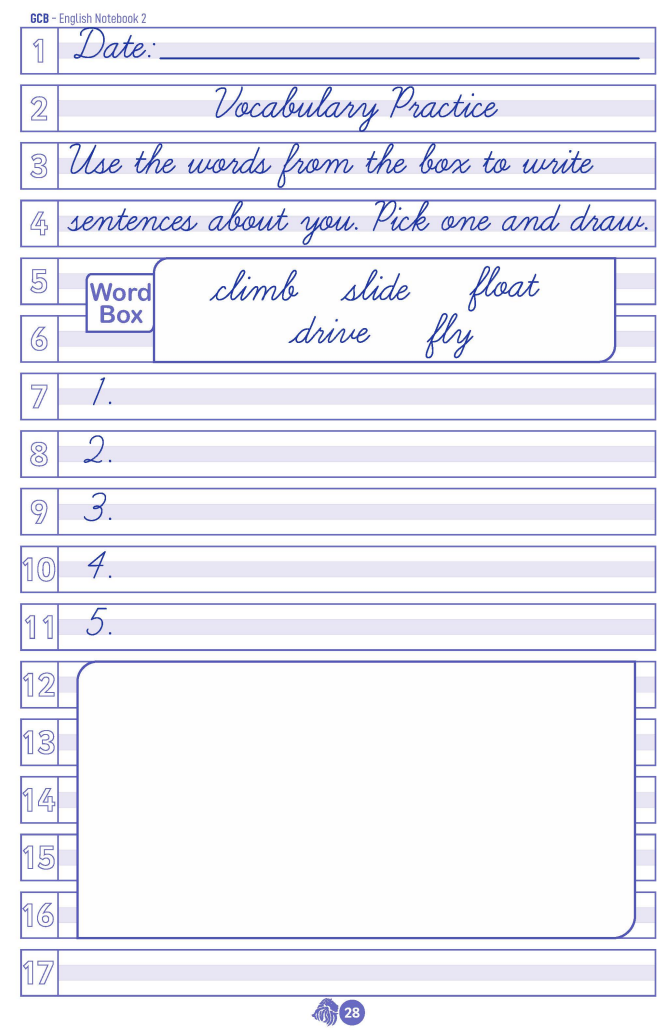 GCB - English Notebook 2
1 Date:
2 Vocabulary Practice
3 Use the words from the box to write
4 sentences about you. Pick one and draw.
5 Word climb slide float
6 Box drive fly
7 1.
8 2.
9 3.
10 4.
11 5.
12
13
14
15
16
17
28